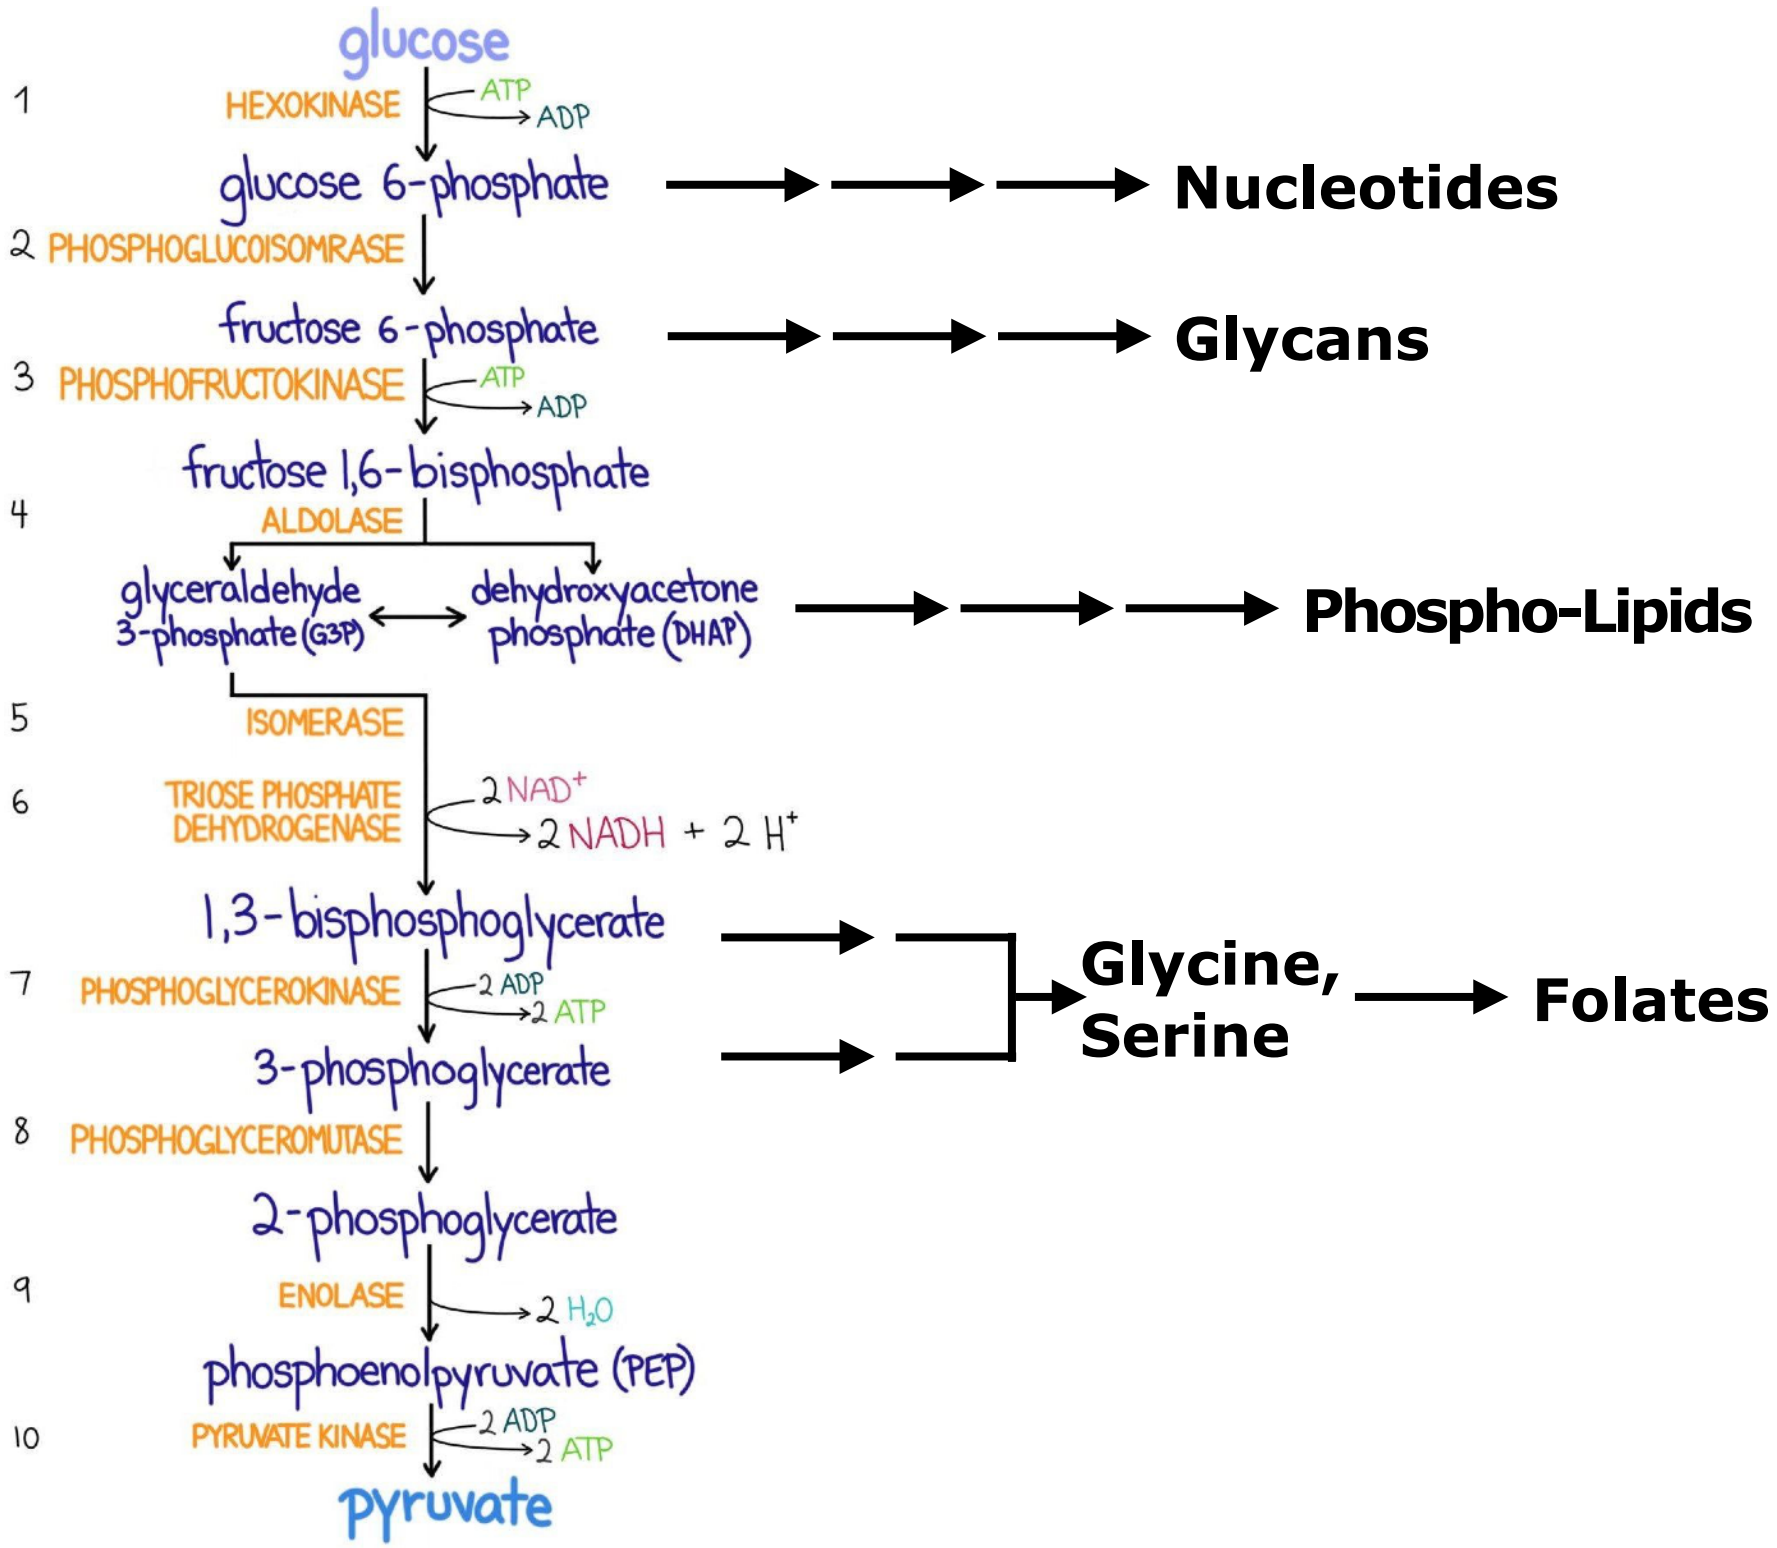 glucose
1
HEXOKINASE
ATP
ADP
glucose 6-phosphate
Nucleotides
2
PHOSPHOGLUCOISOMRASE
fructose 6-phosphate
Glycans
3
PHOSPHOFRUCTOKINASE
ATP
ADP
fructose 1,6-bisphosphate
4
ALDOLASE
glyceraldehyde
3-phosphate (G3P)
dehydroxyacetone
phosphate (DHAP)
Phospho-Lipids
5
ISOMERASE
6
TRIOSE PHOSPHATE
DEHYDROGENASE
2 NAD⁺
2 NADH + 2 H⁺
1,3-bisphosphoglycerate
7
PHOSPHOGLYCEROKINASE
2 ADP
2 ATP
Glycine,
Serine
Folates
3-phosphoglycerate
8
PHOSPHOGLYCEROMUTASE
2-phosphoglycerate
9
ENOLASE
2 H₂O
phosphoenolpyruvate (PEP)
10
PYRUVATE KINASE
2 ADP
2 ATP
pyruvate